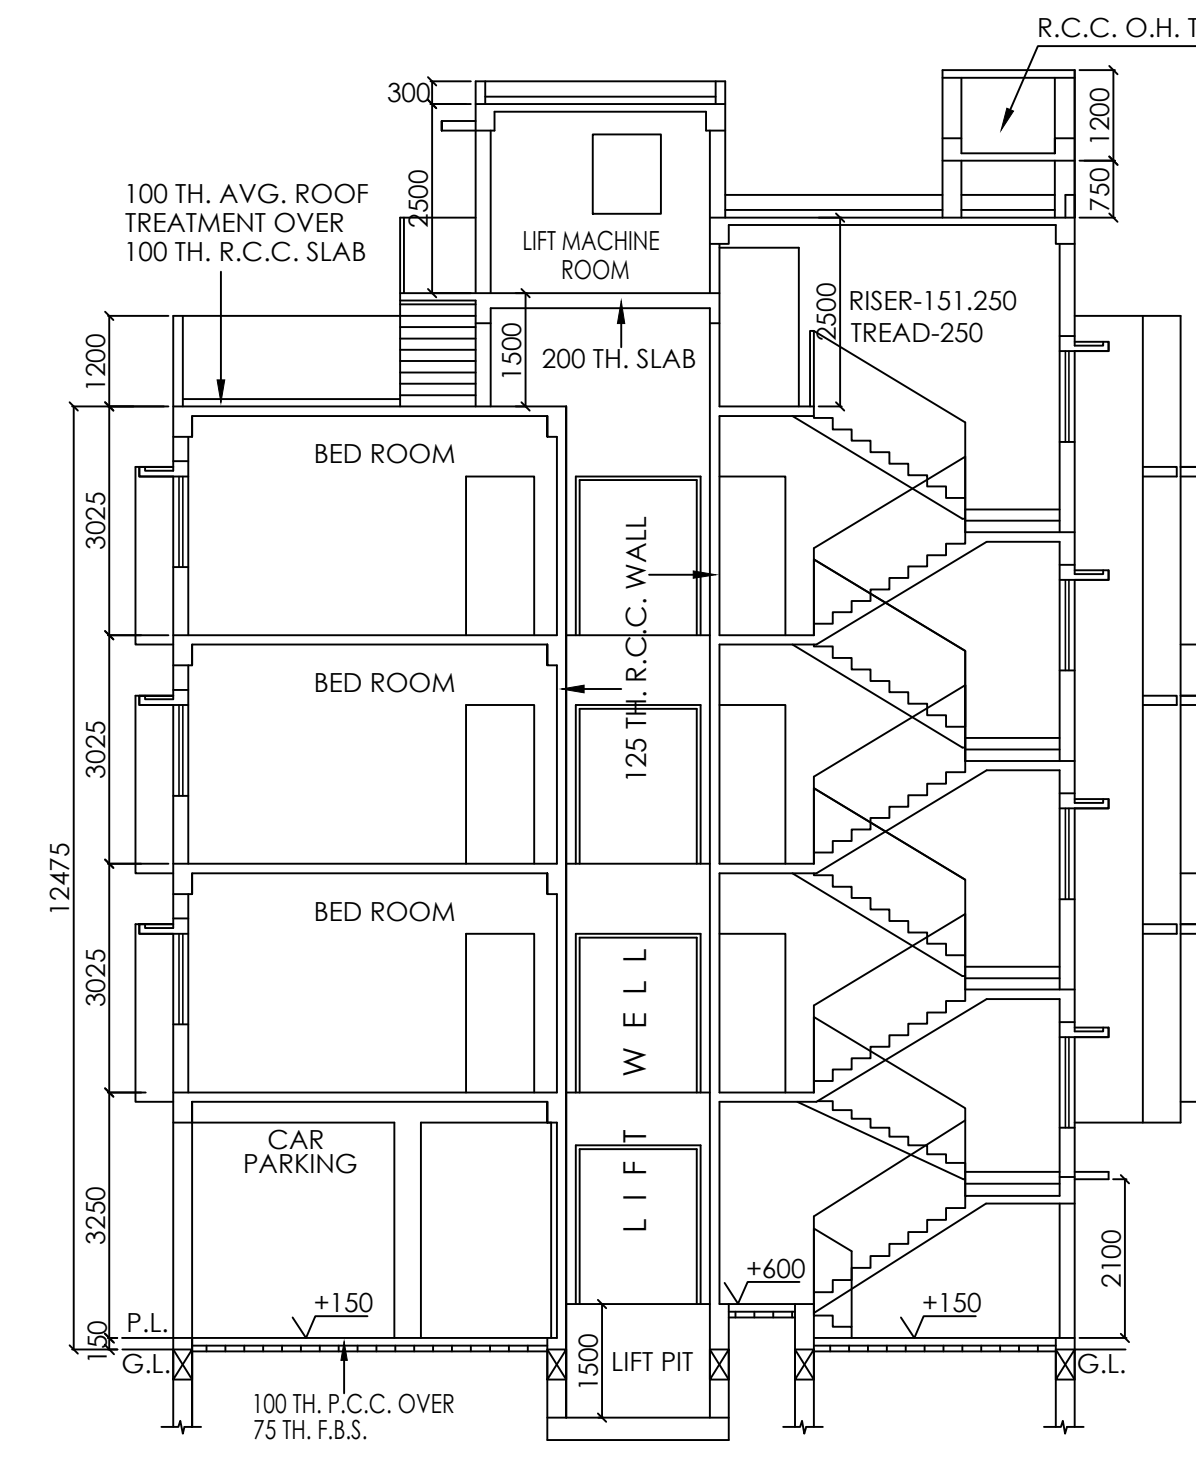 R.C.C. O.H. T
300
1200
2500
750
100 TH. AVG. ROOF
TREATMENT OVER
100 TH. R.C.C. SLAB
LIFT MACHINE
ROOM
2500
RISER-151.250
TREAD-250
1500
200 TH. SLAB
1200
BED ROOM
3025
125 TH. R.C.C. WALL
BED ROOM
3025
12475
BED ROOM
3025
LIFT WELL
CAR
PARKING
3250
2100
+600
+150
+150
P.L.
150
G.L.
1500
LIFT PIT
G.L.
100 TH. P.C.C. OVER
75 TH. F.B.S.